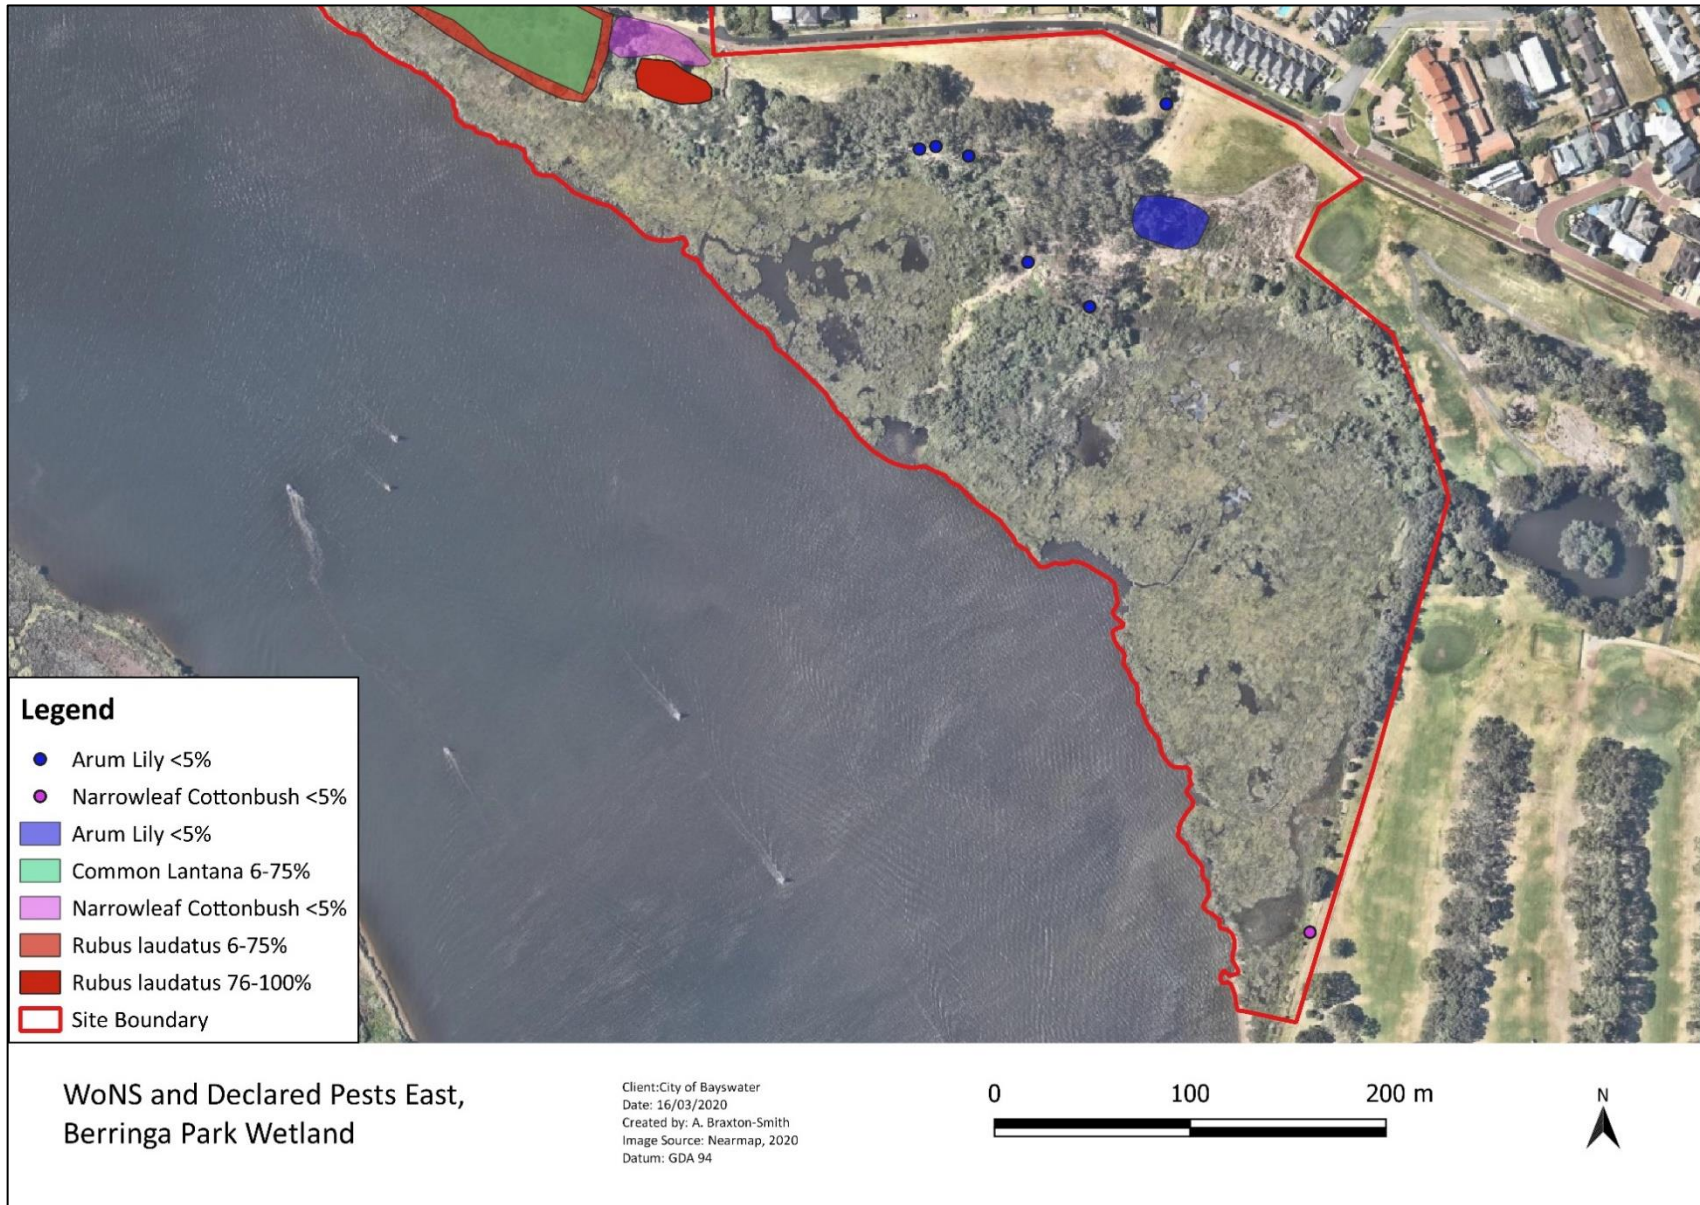 Legend
Arum Lily <5%
Narrowleaf Cottonbush <5%
Arum Lily <5%
Common Lantana 6-75%
Narrowleaf Cottonbush <5%
Rubus laudatus 6-75%
Rubus laudatus 76-100%
Site Boundary
WoNS and Declared Pests East,
Berringa Park Wetland
Client:City of Bayswater
Date: 16/03/2020
Created by: A. Braxton-Smith
Image Source: Nearmap, 2020
Datum: GDA 94
0 100 200 m
N